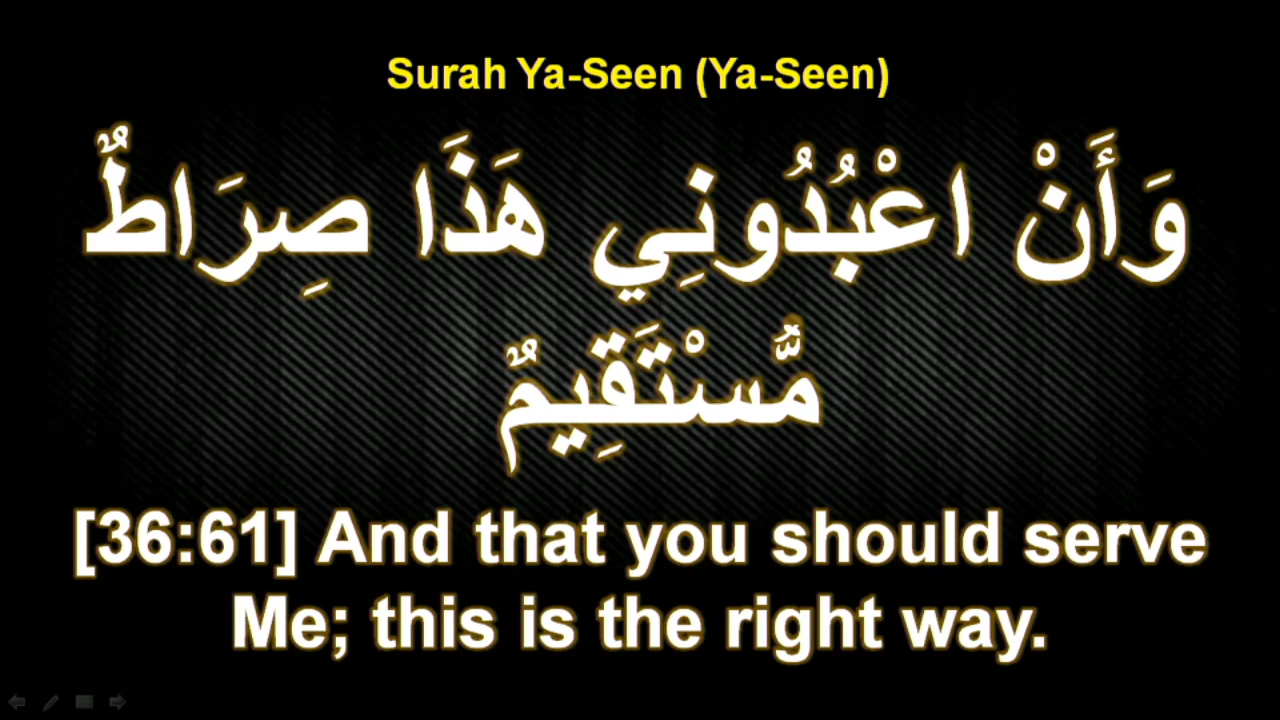 Surah Ya-Seen (Ya-Seen)
وَأَنْ اعْبُدُونِي هَذَا صِرَاطٌ
مُّسْتَقِيمٌ
[36:61] And that you should serve
Me; this is the right way.